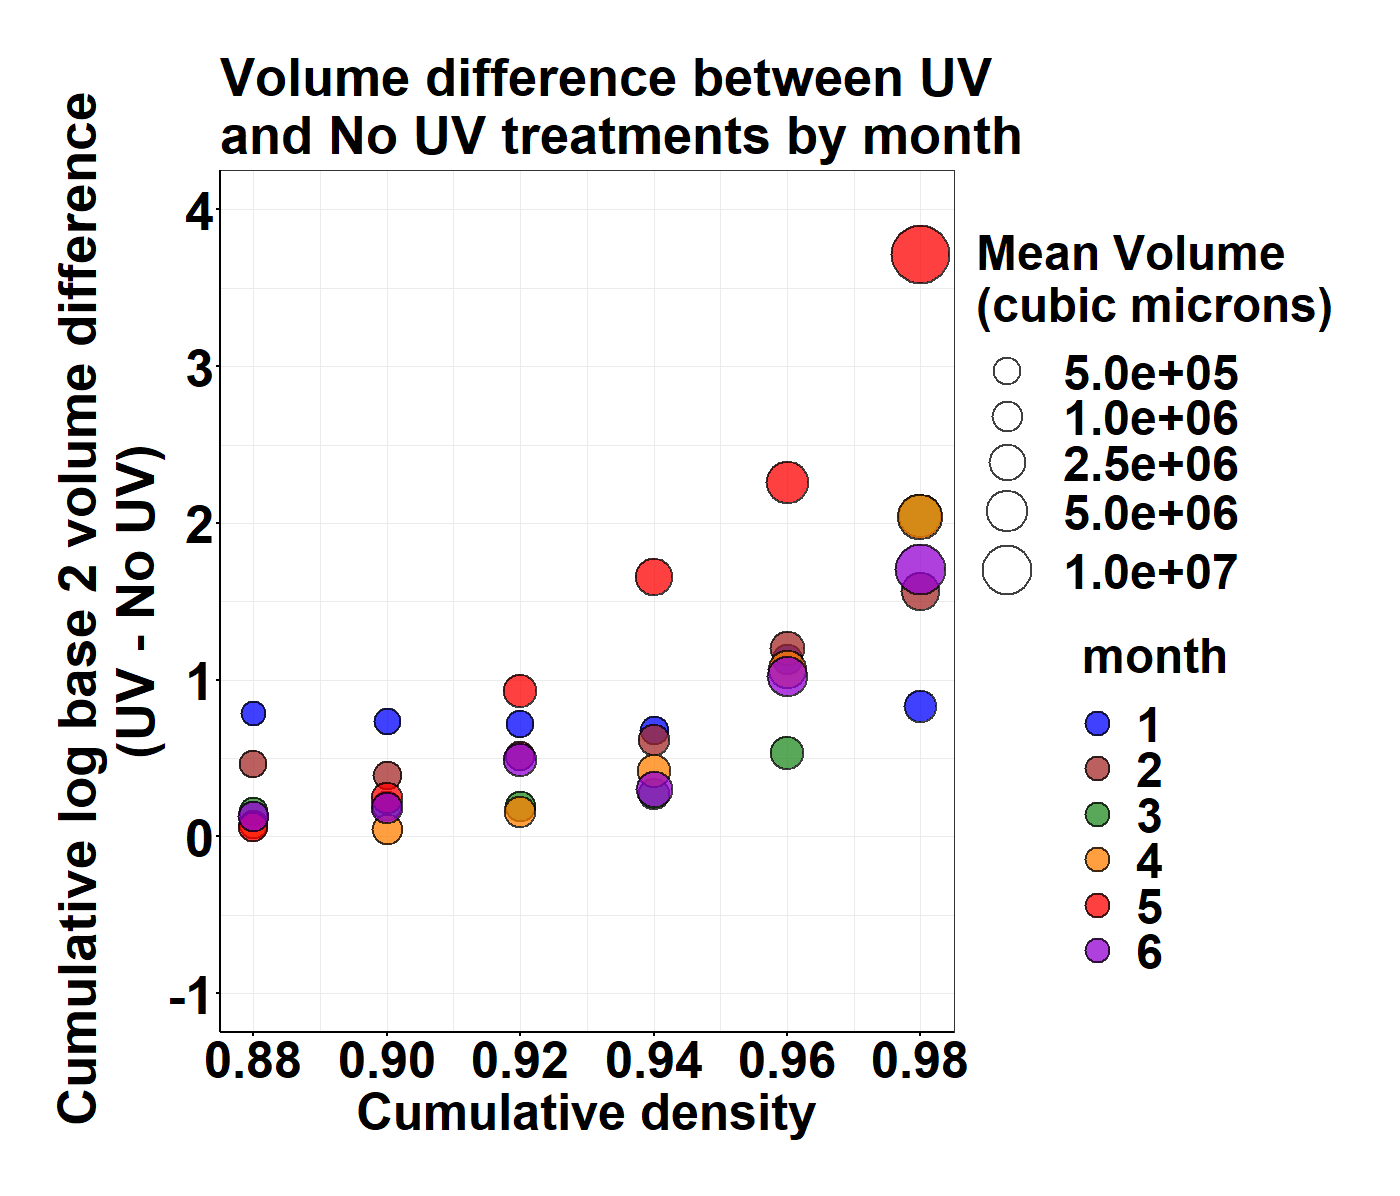 Volume difference between UV
and No UV treatments by month
Cumulative log base 2 volume difference
(UV - No UV)
4
3
2
1
0
-1
0.88 0.90 0.92 0.94 0.96 0.98
Cumulative density
Mean Volume
(cubic microns)
5.0e+05
1.0e+06
2.5e+06
5.0e+06
1.0e+07
month
1
2
3
4
5
6